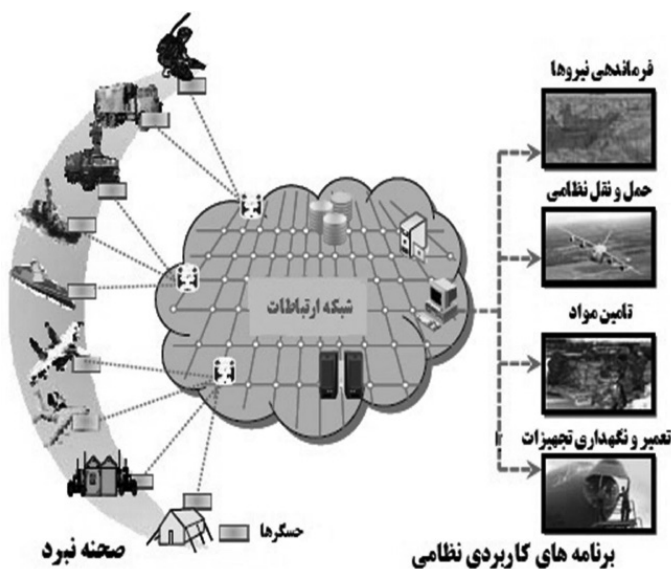 فرماندهی نیروها
حمل و نقل نظامی
تامین مواد
تعمیر و نگهداری تجهیزات
برنامه های کاربردی نظامی
شبکه ارتباطات
حسگرها
صحنه نبرد